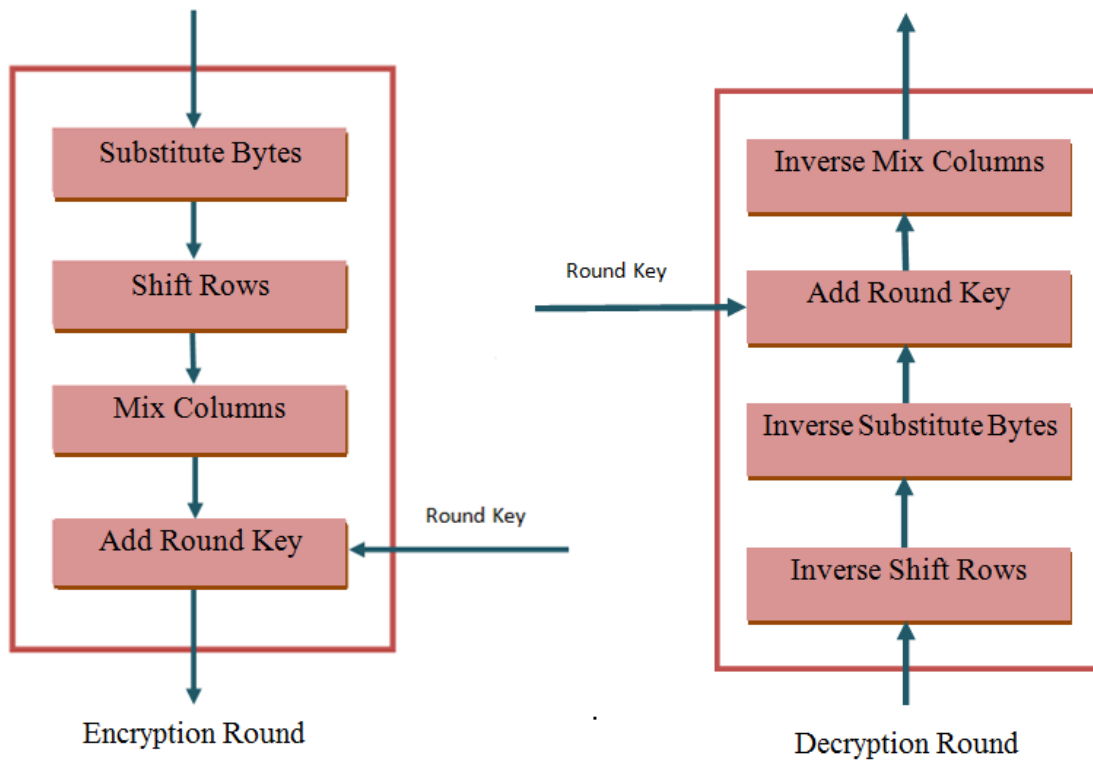 Substitute Bytes
Shift Rows
Mix Columns
Add Round Key
Round Key
Encryption Round
Inverse Mix Columns
Round Key
Add Round Key
Inverse Substitute Bytes
Inverse Shift Rows
.
Decryption Round